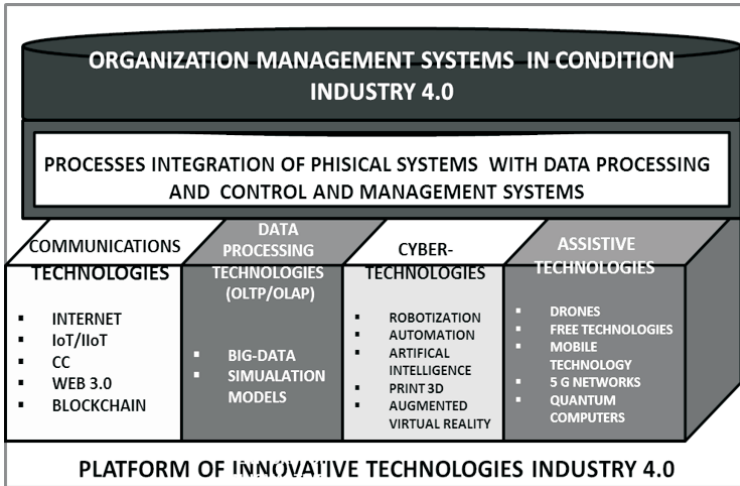 ORGANIZATION MANAGEMENT SYSTEMS IN CONDITION
INDUSTRY 4.0
PROCESSES INTEGRATION OF PHISICAL SYSTEMS WITH DATA PROCESSING
AND CONTROL AND MANAGEMENT SYSTEMS
COMMUNICATIONS
TECHNOLOGIES
▪ INTERNET
▪ IoT/IIoT
▪ CC
▪ WEB 3.0
▪ BLOCKCHAIN
DATA
PROCESSING
TECHNOLOGIES
(OLTP/OLAP)
▪ BIG-DATA
▪ SIMUALATION
MODELS
CYBER-
TECHNOLOGIES
▪ ROBOTIZATION
▪ AUTOMATION
▪ ARTIFICAL
INTELLIGENCE
▪ PRINT 3D
▪ AUGMENTED
VIRTUAL REALITY
ASSISTIVE
TECHNOLOGIES
▪ DRONES
▪ FREE TECHNOLOGIES
▪ MOBILE
TECHNOLOGY
▪ 5 G NETWORKS
▪ QUANTUM
COMPUTERS
PLATFORM OF INNOVATIVE TECHNOLOGIES INDUSTRY 4.0